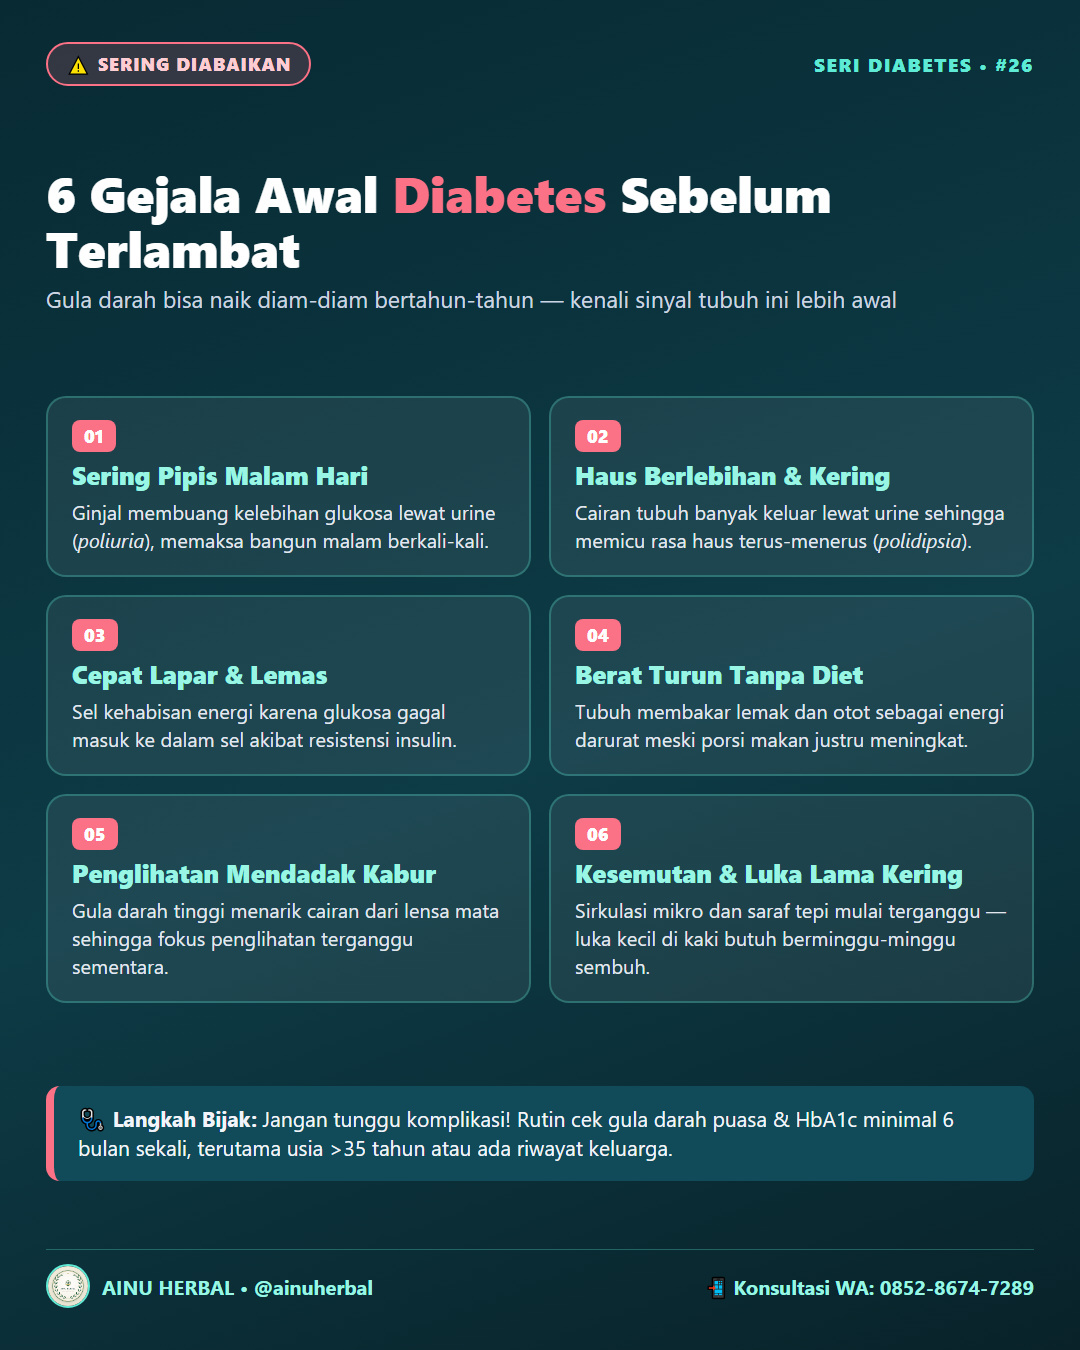 ⚠️ SERING DIABAIKAN
SERI DIABETES • #26
6 Gejala Awal Diabetes Sebelum
Terlambat
Gula darah bisa naik diam-diam bertahun-tahun — kenali sinyal tubuh ini lebih awal
01
Sering Pipis Malam Hari
Ginjal membuang kelebihan glukosa lewat urine
(poliuria), memaksa bangun malam berkali-kali.
02
Haus Berlebihan & Kering
Cairan tubuh banyak keluar lewat urine sehingga
memicu rasa haus terus-menerus (polidipsia).
03
Cepat Lapar & Lemas
Sel kehabisan energi karena glukosa gagal
masuk ke dalam sel akibat resistensi insulin.
04
Berat Turun Tanpa Diet
Tubuh membakar lemak dan otot sebagai energi
darurat meski porsi makan justru meningkat.
05
Penglihatan Mendadak Kabur
Gula darah tinggi menarik cairan dari lensa mata
sehingga fokus penglihatan terganggu
sementara.
06
Kesemutan & Luka Lama Kering
Sirkulasi mikro dan saraf tepi mulai terganggu —
luka kecil di kaki butuh berminggu-minggu
sembuh.
🩺 Langkah Bijak: Jangan tunggu komplikasi! Rutin cek gula darah puasa & HbA1c minimal 6
bulan sekali, terutama usia >35 tahun atau ada riwayat keluarga.
AINU HERBAL • @ainuherbal
📲 Konsultasi WA: 0852-8674-7289